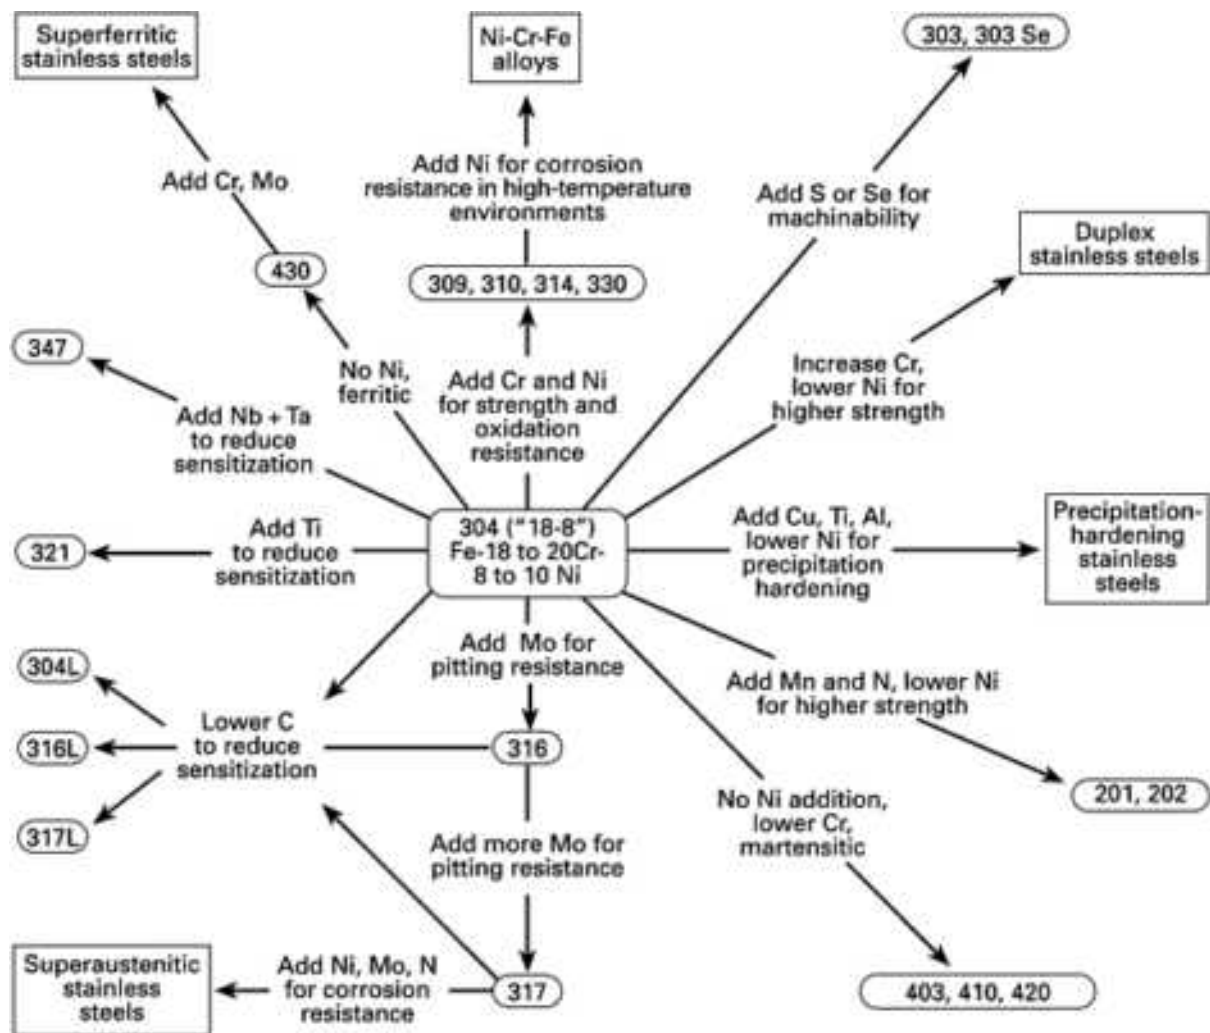 Superferritic
stainless steels
Ni-Cr-Fe
alloys
303, 303 Se
Add Cr, Mo
Add Ni for corrosion
resistance in high-temperature
environments
Add S or Se for
machinability
Duplex
stainless steels
430
309, 310, 314, 330
347
No Ni,
ferritic
Add Cr and Ni
for strength and
oxidation
resistance
Increase Cr,
lower Ni for
higher strength
Add Nb + Ta
to reduce
sensitization
304 ("18-8")
Fe-18 to 20Cr-
8 to 10 Ni
Add Cu, Ti, Al,
lower Ni for
precipitation
hardening
Precipitation-
hardening
stainless
steels
321
Add Ti
to reduce
sensitization
Add Mo for
pitting resistance
304L
316L
317L
Lower C
to reduce
sensitization
316
Add Mn and N, lower Ni
for higher strength
201, 202
No Ni addition,
lower Cr,
martensitic
Add more Mo for
pitting resistance
Superaustenitic
stainless
steels
Add Ni, Mo, N
for corrosion
resistance
317
403, 410, 420